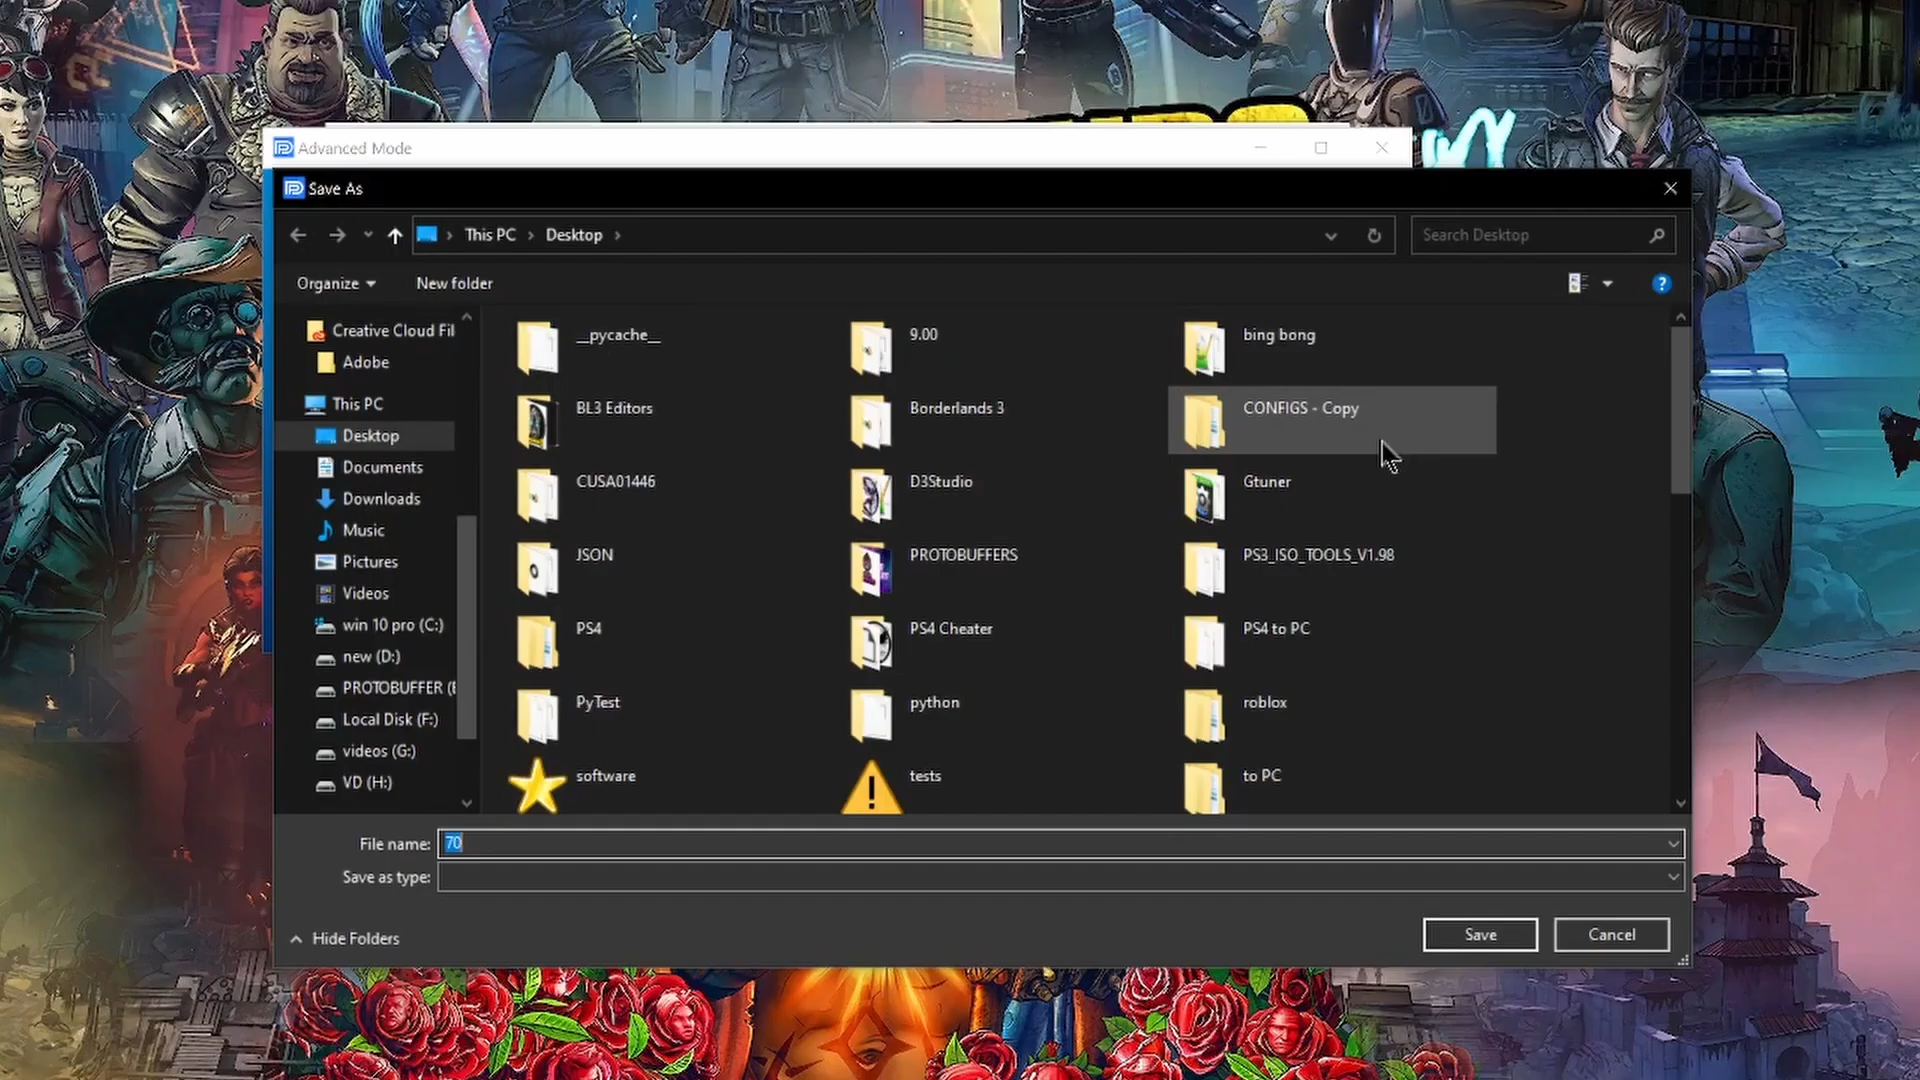 Advanced Mode
Save As
This PC
Desktop
Search Desktop
Organize
New folder
?
Creative Cloud Fil
Adobe
This PC
Desktop
Documents
Downloads
Music
Pictures
Videos
win 10 pro (C:)
new (D:)
PROTOBUFFER (E
Local Disk (F:)
videos (G:)
VD (H:)
__pycache__
9.00
bing bong
BL3 Editors
Borderlands 3
CONFIGS - Copy
CUSA01446
D3Studio
Gtuner
JSON
PROTOBUFFERS
PS3_ISO_TOOLS_V1.98
PS4
PS4 Cheater
PS4 to PC
PyTest
python
roblox
software
tests
to PC
File name: 70
Save as type:
Hide Folders
Save
Cancel